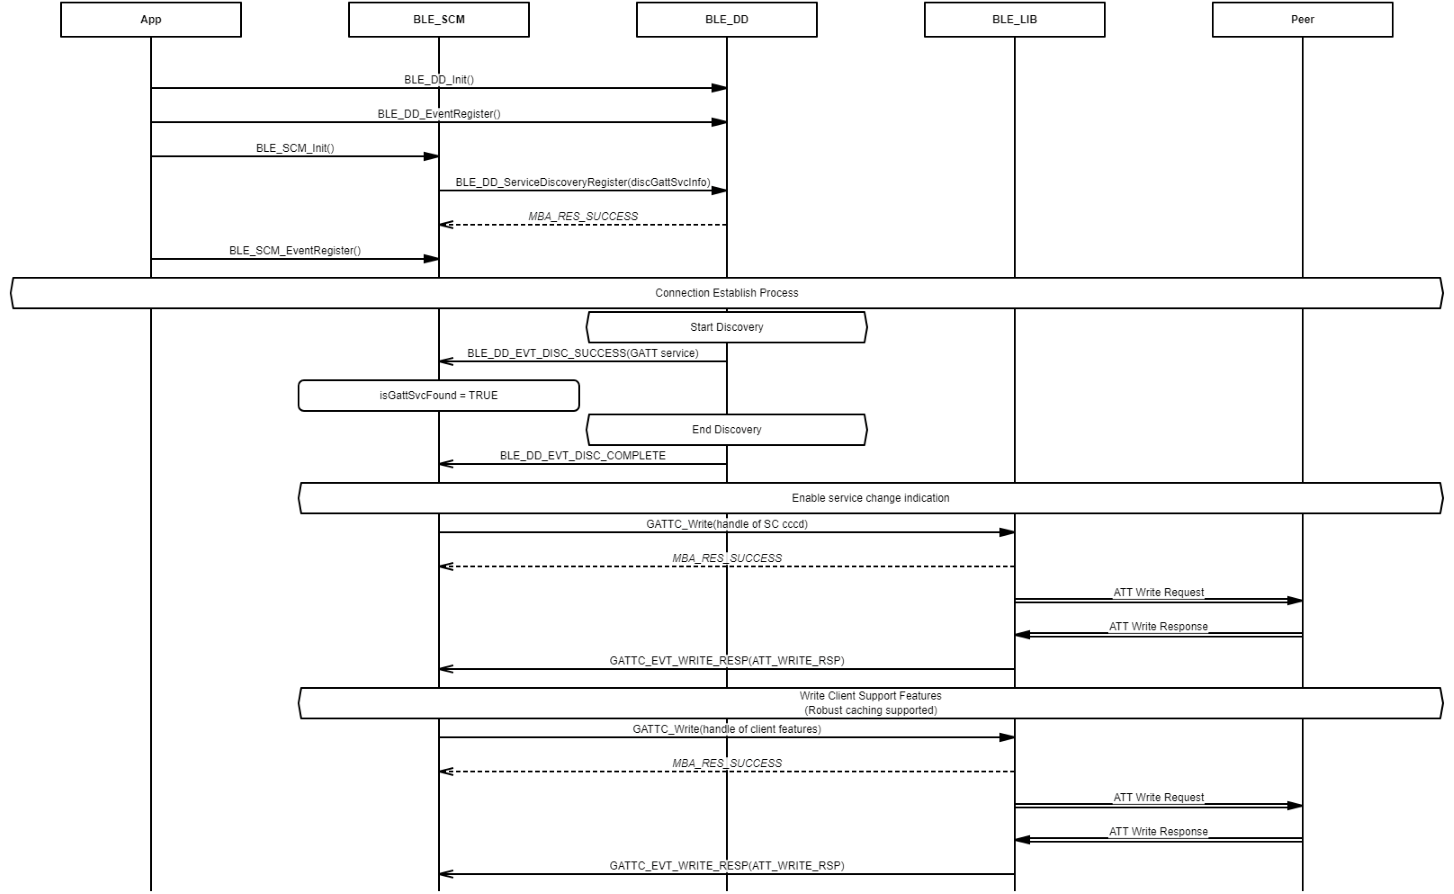 App
BLE_SCM
BLE_DD
BLE_LIB
Peer
BLE_DD_Init()
BLE_DD_EventRegister()
BLE_SCM_Init()
BLE_DD_ServiceDiscoveryRegister(discGattSvcInfo)
MBA_RES_SUCCESS
BLE_SCM_EventRegister()
Connection Establish Process
Start Discovery
BLE_DD_EVT_DISC_SUCCESS(GATT service)
isGattSvcFound = TRUE
End Discovery
BLE_DD_EVT_DISC_COMPLETE
Enable service change indication
GATTC_Write(handle of SC cccd)
MBA_RES_SUCCESS
ATT Write Request
ATT Write Response
GATTC_EVT_WRITE_RESP(ATT_WRITE_RSP)
Write Client Support Features
(Robust caching supported)
GATTC_Write(handle of client features)
MBA_RES_SUCCESS
ATT Write Request
ATT Write Response
GATTC_EVT_WRITE_RESP(ATT_WRITE_RSP)